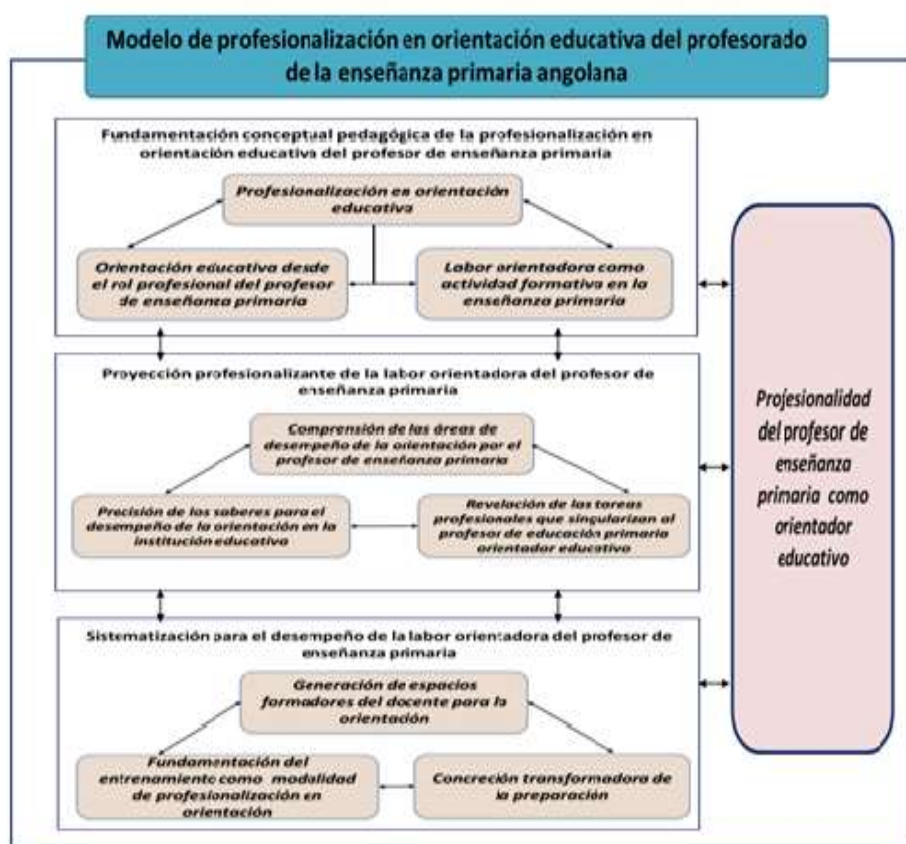 Modelo de profesionalización en orientación educativa del profesorado
de la enseñanza primaria angolana
Fundamentación conceptual pedagógica de la profesionalización en
orientación educativa del profesor de enseñanza primaria
Profesionalización en orientación
educativa
Orientación educativa desde
el rol profesional del profesor
de enseñanza primaria
Labor orientadora como
actividad formativa en la
enseñanza primaria
Proyección profesionalizante de la labor orientadora del profesor de
enseñanza primaria
Comprensión de las áreas de
desempeño de la orientación por el
profesor de enseñanza primaria
Precisión de los saberes para el
desempeño de la orientación en la
institución educativa
Revelación de las tareas
profesionales que singularizan al
profesor de educación primaria
orientador educativo
Sistematización para el desempeño de la labor orientadora del profesor de
enseñanza primaria
Generación de espacios
formadores del docente para la
orientación
Fundamentación del
entrenamiento como modalidad
de profesionalización en
orientación
Concreción transformadora de
la preparación
Profesionalidad
del profesor de
enseñanza
primaria como
orientador
educativo